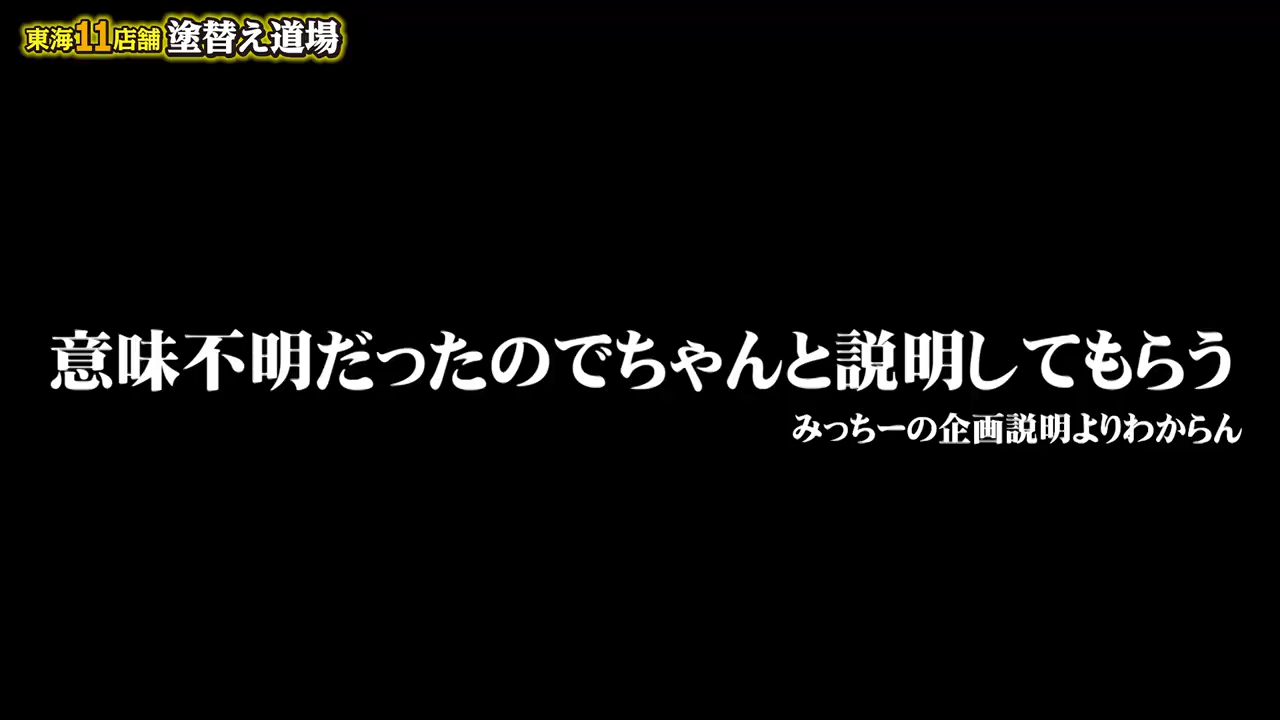 東海11店舗 塗替え道場
意味不明だったのでちゃんと説明してもらう
みっちーの企画説明よりわからん